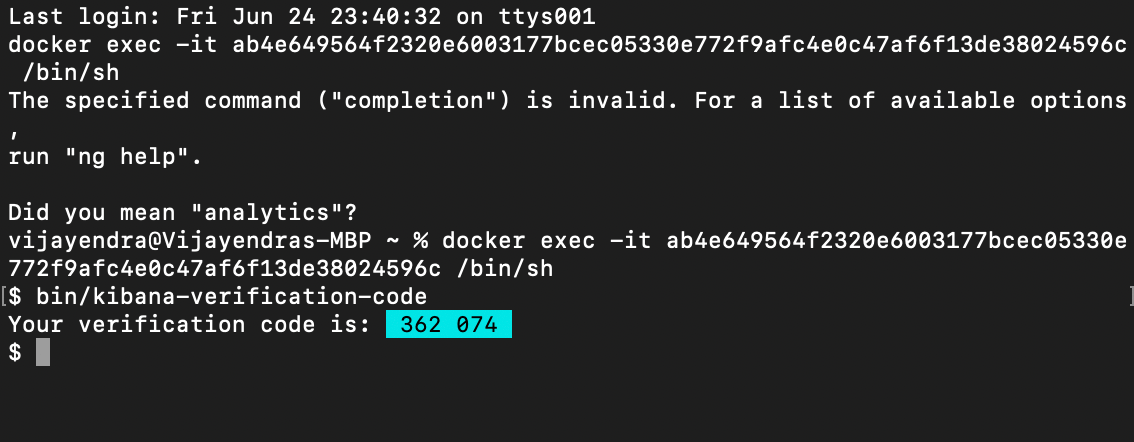 Last login: Fri Jun 24 23:40:32 on ttys001
docker exec -it ab4e649564f2320e6003177bcec05330e772f9afc4e0c47af6f13de38024596c
/bin/sh
The specified command ("completion") is invalid. For a list of available options
,
run "ng help".
Did you mean "analytics"?
vijayendra@Vijayendras-MBP ~ % docker exec -it ab4e649564f2320e6003177bcec05330e
772f9afc4e0c47af6f13de38024596c /bin/sh
[$ bin/kibana-verification-code ]
Your verification code is: 362 074
$